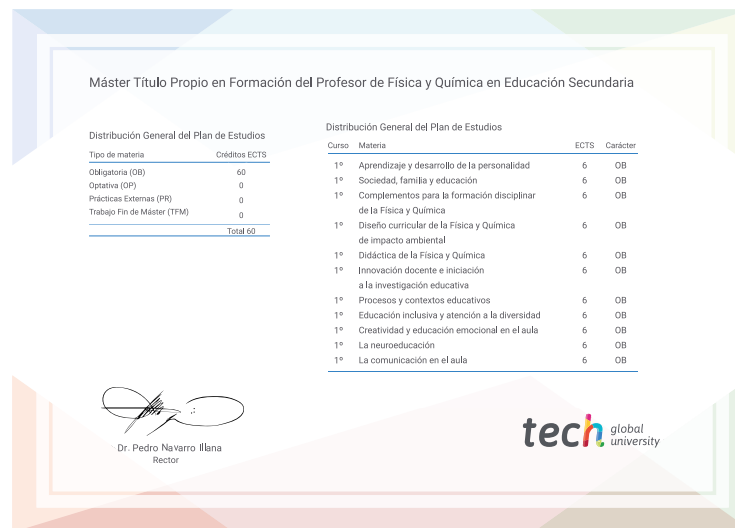 Máster Título Propio en Formación del Profesor de Física y Química en Educación Secundaria
Distribución General del Plan de Estudios
Tipo de materia Créditos ECTS
Obligatoria (OB) 60
Optativa (OP) 0
Prácticas Externas (PR) 0
Trabajo Fin de Máster (TFM) 0
Total 60
Distribución General del Plan de Estudios
Curso Materia ECTS Carácter
1º Aprendizaje y desarrollo de la personalidad 6 OB
1º Sociedad, familia y educación 6 OB
1º Complementos para la formación disciplinar 6 OB
de la Física y Química
1º Diseño curricular de la Física y Química 6 OB
de impacto ambiental
1º Didáctica de la Física y Química 6 OB
1º Innovación docente e iniciación 6 OB
a la investigación educativa
1º Procesos y contextos educativos 6 OB
1º Educación inclusiva y atención a la diversidad 6 OB
1º Creatividad y educación emocional en el aula 6 OB
1º La neuroeducación 6 OB
1º La comunicación en el aula 6 OB
Dr. Pedro Navarro Illana
Rector
tech global
university